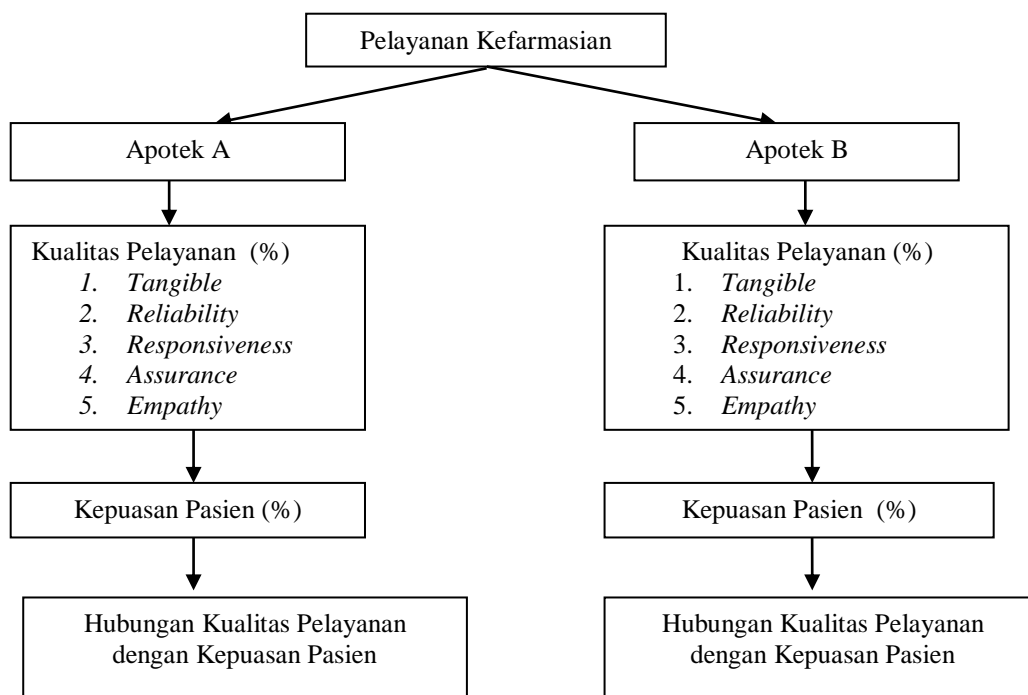 Pelayanan Kefarmasian
Apotek A
Apotek B
Kualitas Pelayanan (%)
1. Tangible
2. Reliability
3. Responsiveness
4. Assurance
5. Empathy
Kualitas Pelayanan (%)
1. Tangible
2. Reliability
3. Responsiveness
4. Assurance
5. Empathy
Kepuasan Pasien (%)
Kepuasan Pasien (%)
Hubungan Kualitas Pelayanan
dengan Kepuasan Pasien
Hubungan Kualitas Pelayanan
dengan Kepuasan Pasien